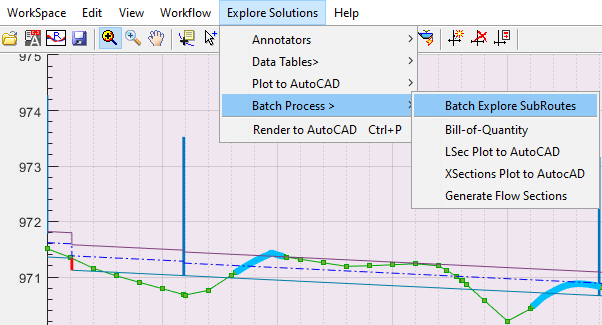 WorkSpace Edit View Workflow Explore Solutions Help
Annotators
Data Tables>
Plot to AutoCAD
Batch Process >
Render to AutoCAD Ctrl+P
Batch Explore SubRoutes
Bill-of-Quantity
LSec Plot to AutoCAD
XSections Plot to AutocAD
Generate Flow Sections
975
974
973
972
971